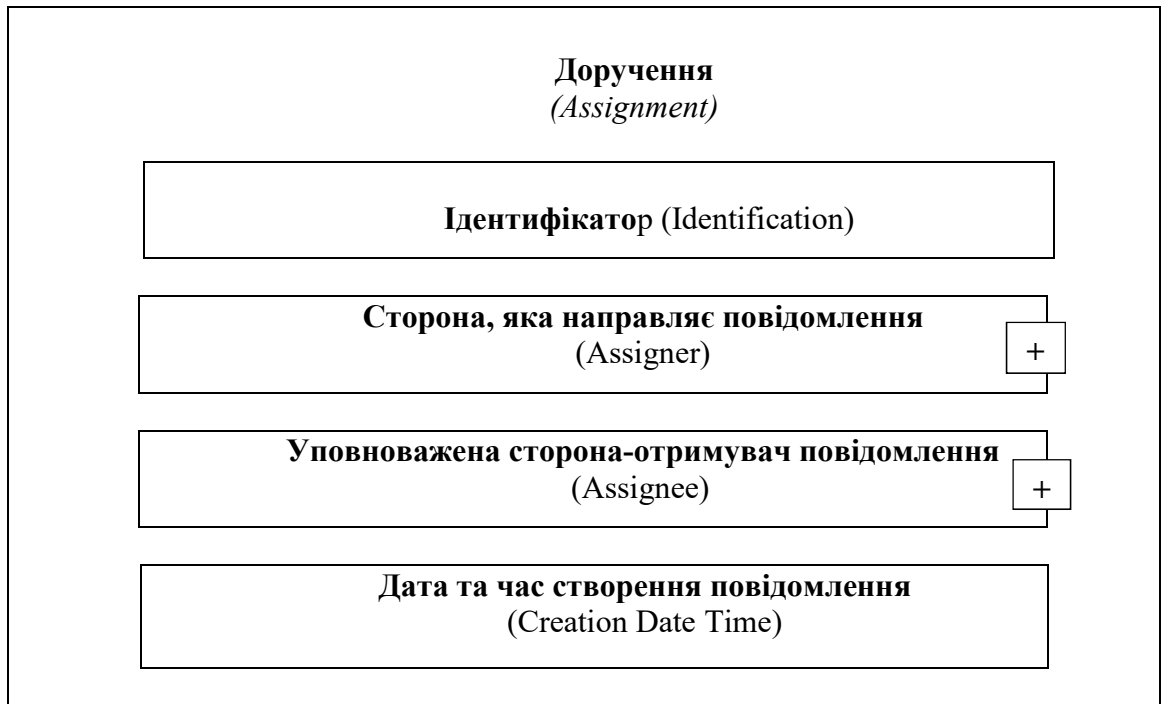 Доручення
(Assignment)
Ідентифікатор (Identification)
Сторона, яка направляє повідомлення
(Assigner)
+
Уповноважена сторона-отримувач повідомлення
(Assignee)
+
Дата та час створення повідомлення
(Creation Date Time)